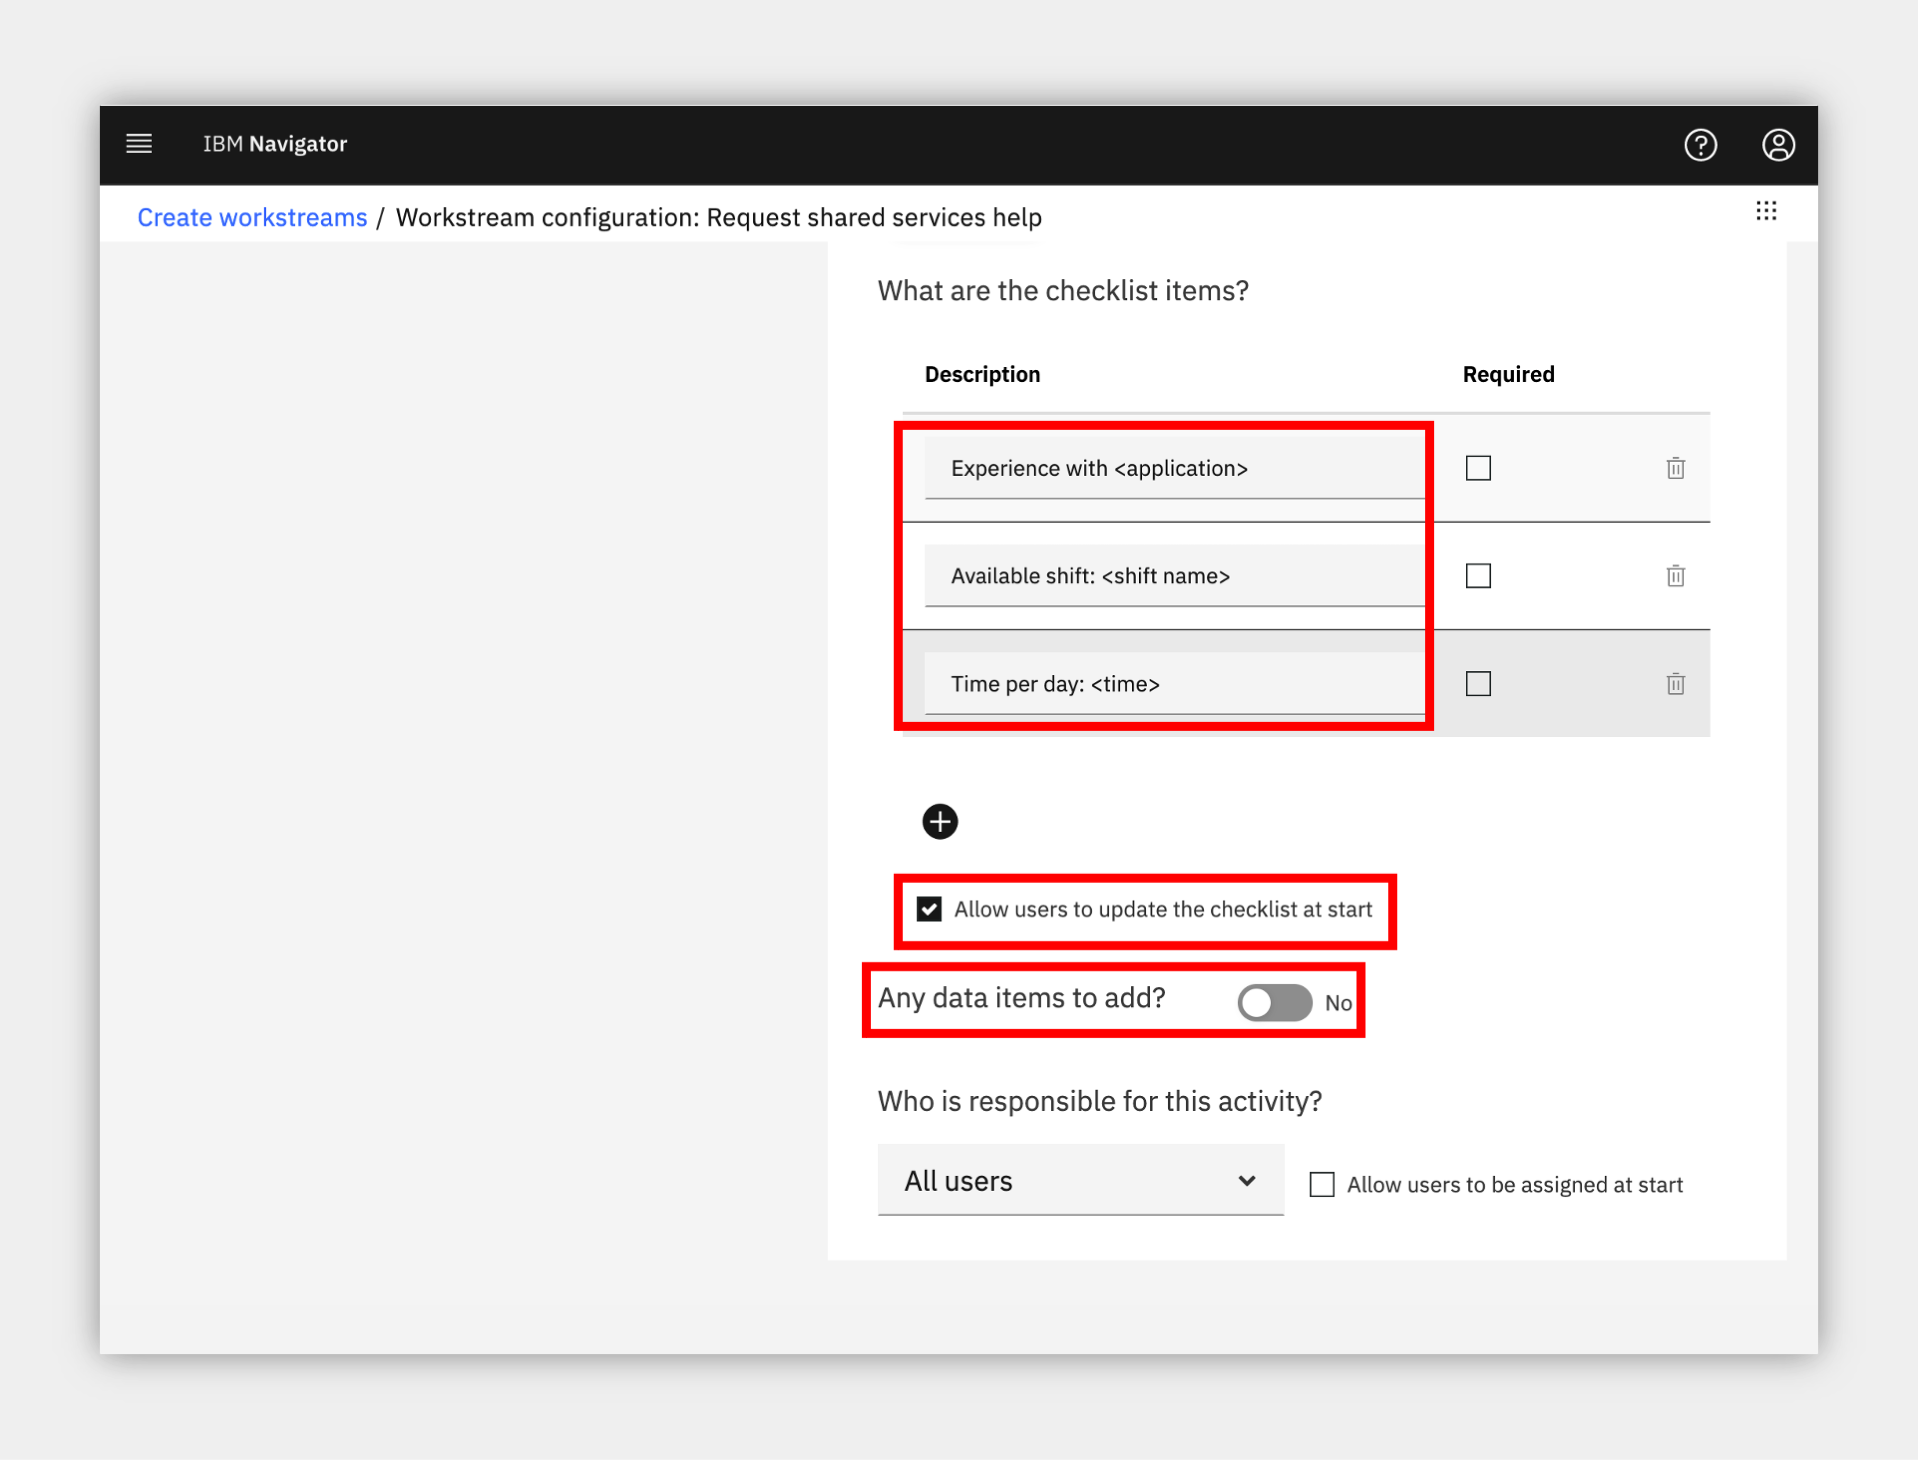 IBM Navigator
Create workstreams / Workstream configuration: Request shared services help
What are the checklist items?
Description Required
Experience with <application>
Available shift: <shift name>
Time per day: <time>
Allow users to update the checklist at start
Any data items to add? No
Who is responsible for this activity?
All users Allow users to be assigned at start